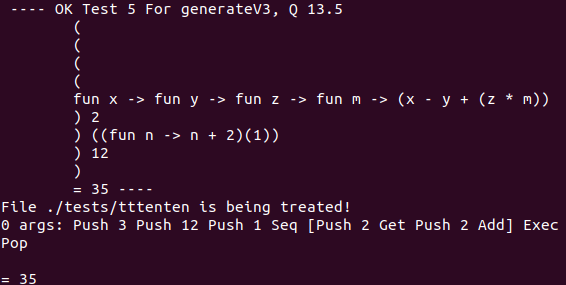 ---- OK Test 5 For generateV3, Q 13.5
(
(
(
(
fun x -> fun y -> fun z -> fun m -> (x - y + (z * m))
) 2
) ((fun n -> n + 2)(1))
) 12
)
= 35 ----
File ./tests/tttenten is being treated!
0 args: Push 3 Push 12 Push 1 Seq [Push 2 Get Push 2 Add] Exec
Pop
= 35